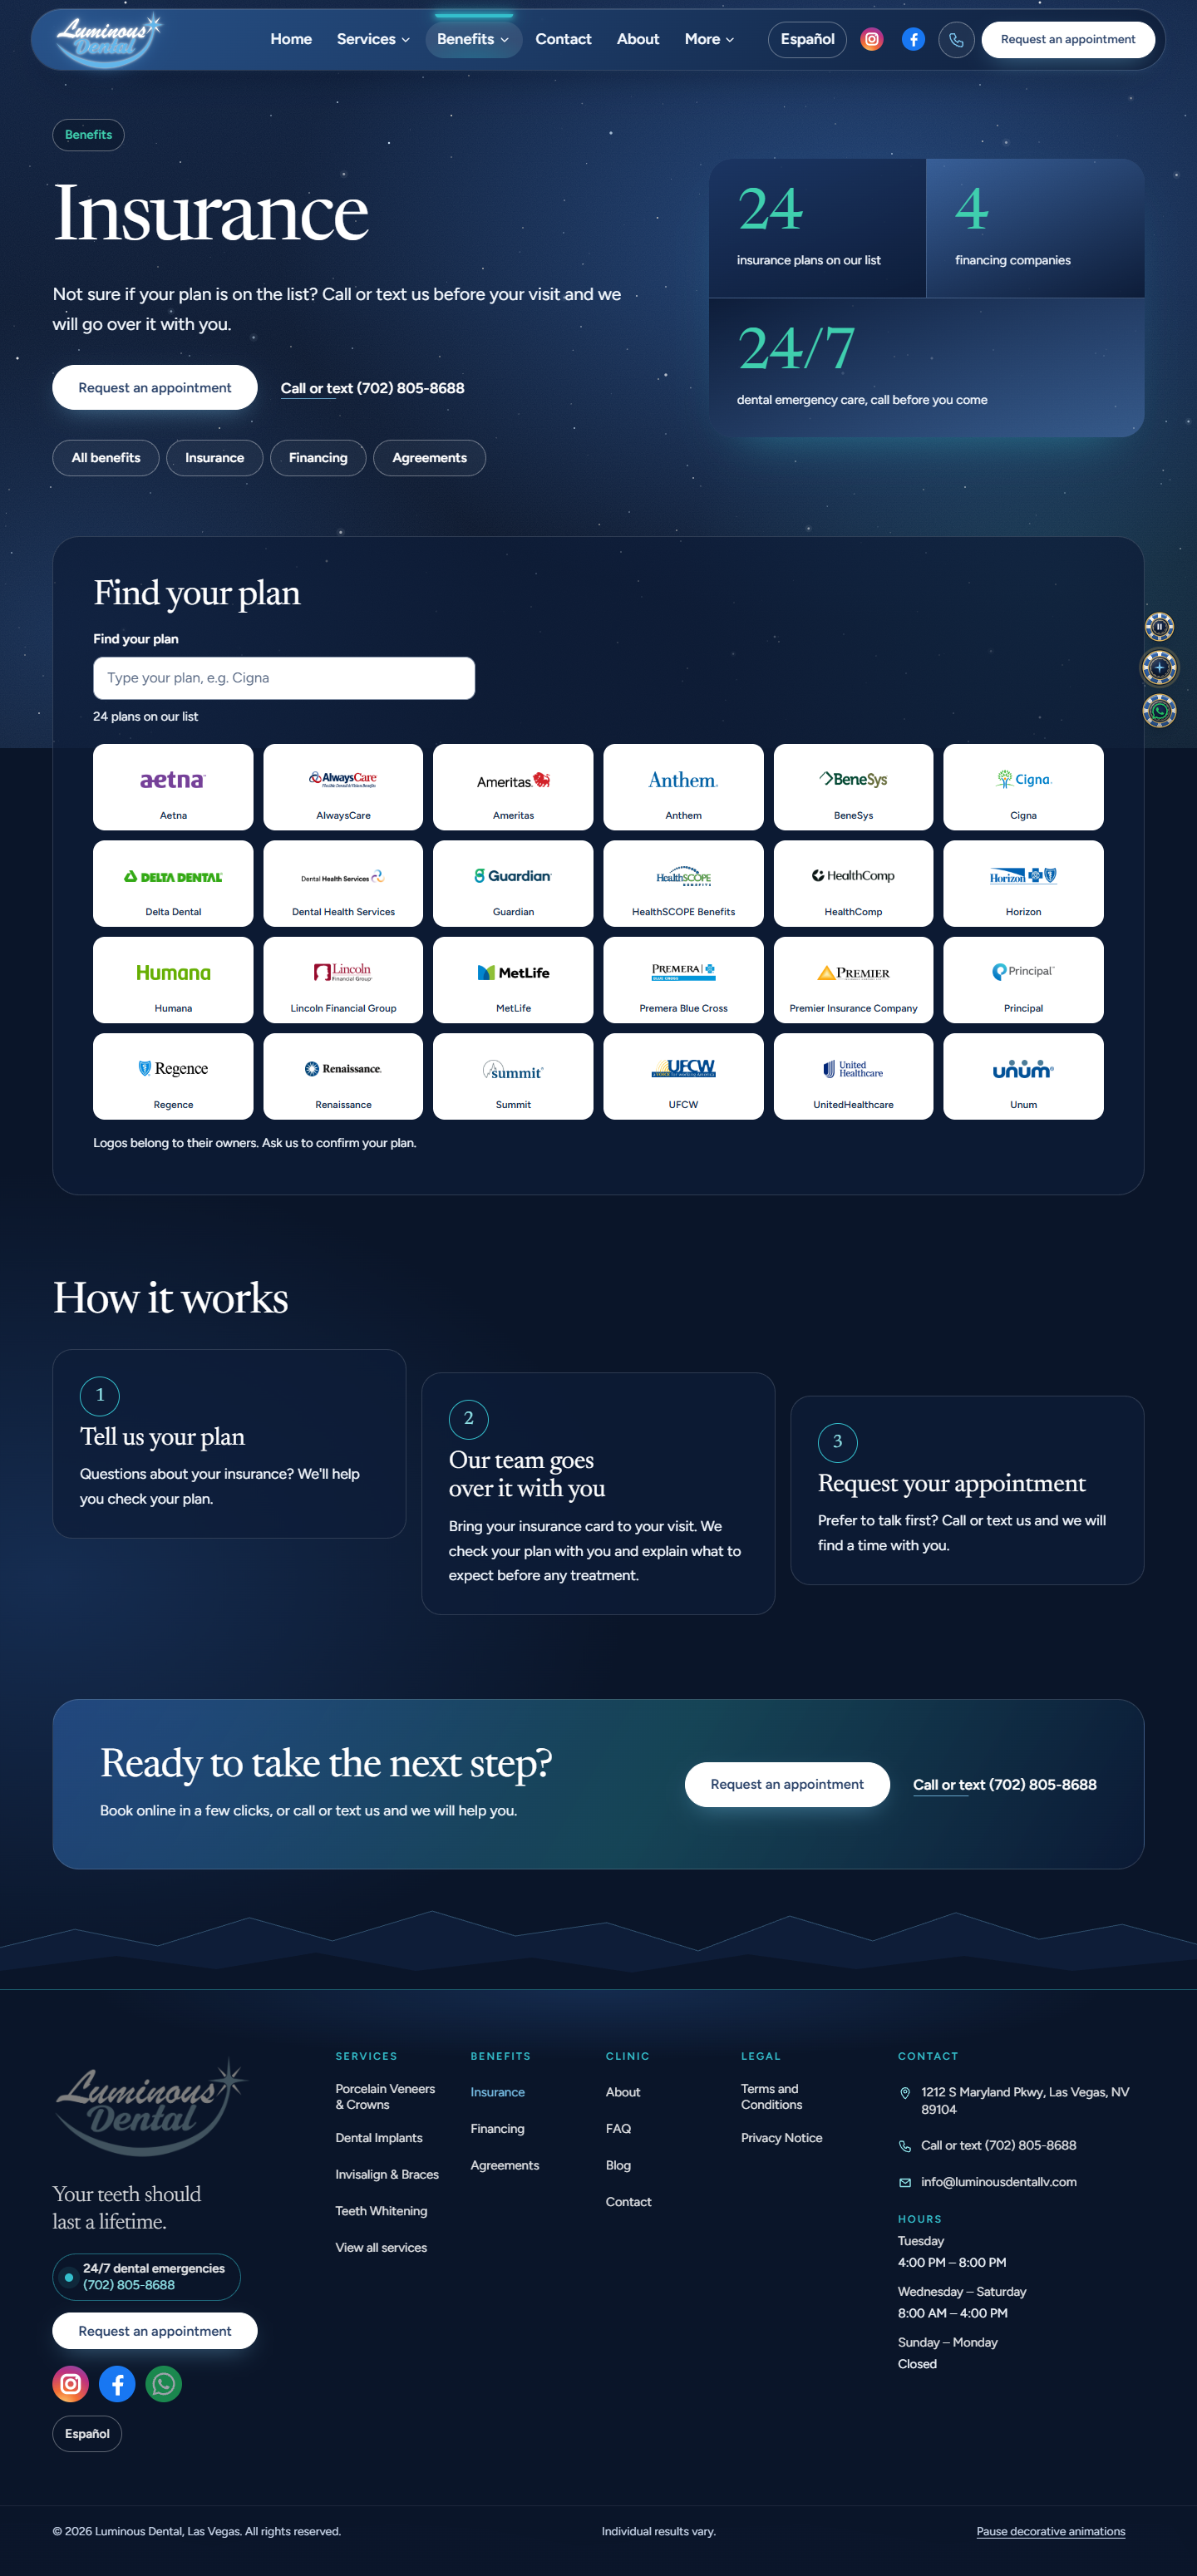 Luminous Dental
Home Services Benefits Contact About More Español Request an appointment
Benefits
Insurance
Not sure if your plan is on the list? Call or text us before your visit and we
will go over it with you.
Request an appointment Call or text (702) 805-8688
All benefits Insurance Financing Agreements
24
insurance plans on our list
4
financing companies
24/7
dental emergency care, call before you come
Find your plan
Find your plan
Type your plan, e.g. Cigna
24 plans on our list
aetna AlwaysCare Ameritas Anthem BeneSys Cigna
Aetna AlwaysCare Ameritas Anthem BeneSys Cigna
DELTA DENTAL Dental Health Services Guardian HealthSCOPE BENEFITS HealthComp Horizon
Delta Dental Dental Health Services Guardian HealthSCOPE Benefits HealthComp Horizon
Humana Lincoln Financial Group MetLife PREMERA BLUE CROSS PREMIER Principal
Humana Lincoln Financial Group MetLife Premera Blue Cross Premier Insurance Company Principal
Regence Renaissance summit UFCW United Healthcare unum
Regence Renaissance Summit UFCW UnitedHealthcare Unum
Logos belong to their owners. Ask us to confirm your plan.
How it works
1
Tell us your plan
Questions about your insurance? We'll help
you check your plan.
2
Our team goes
over it with you
Bring your insurance card to your visit. We
check your plan with you and explain what to
expect before any treatment.
3
Request your appointment
Prefer to talk first? Call or text us and we will
find a time with you.
Ready to take the next step?
Book online in a few clicks, or call or text us and we will help you.
Request an appointment Call or text (702) 805-8688
Luminous Dental
Your teeth should
last a lifetime.
24/7 dental emergencies
(702) 805-8688
Request an appointment
Español
SERVICES
Porcelain Veneers
& Crowns
Dental Implants
Invisalign & Braces
Teeth Whitening
View all services
BENEFITS
Insurance
Financing
Agreements
CLINIC
About
FAQ
Blog
Contact
LEGAL
Terms and
Conditions
Privacy Notice
CONTACT
1212 S Maryland Pkwy, Las Vegas, NV
89104
Call or text (702) 805-8688
info@luminousdentallv.com
HOURS
Tuesday
4:00 PM – 8:00 PM
Wednesday – Saturday
8:00 AM – 4:00 PM
Sunday – Monday
Closed
© 2026 Luminous Dental, Las Vegas. All rights reserved. Individual results vary. Pause decorative animations